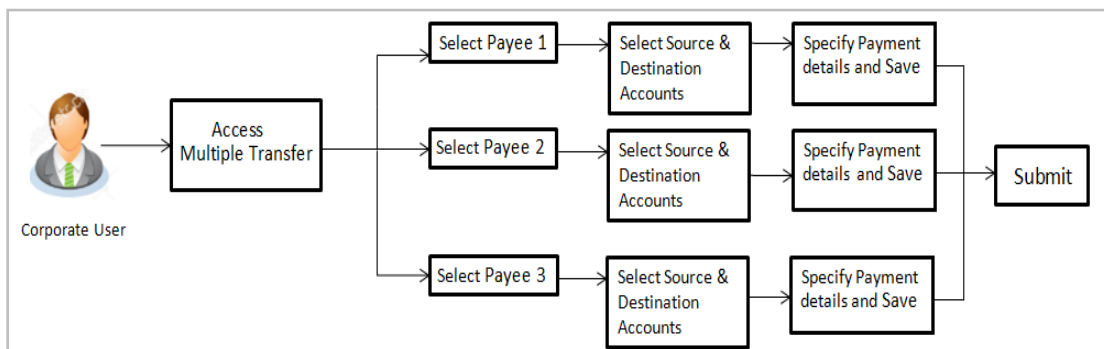 Corporate User
Access
Multiple Transfer
Select Payee 1
Select Source &
Destination
Accounts
Specify Payment
details and Save
Select Payee 2
Select Source &
Destination
Accounts
Specify Payment
details and Save
Select Payee 3
Select Source &
Destination
Accounts
Specify Payment
details and Save
Submit